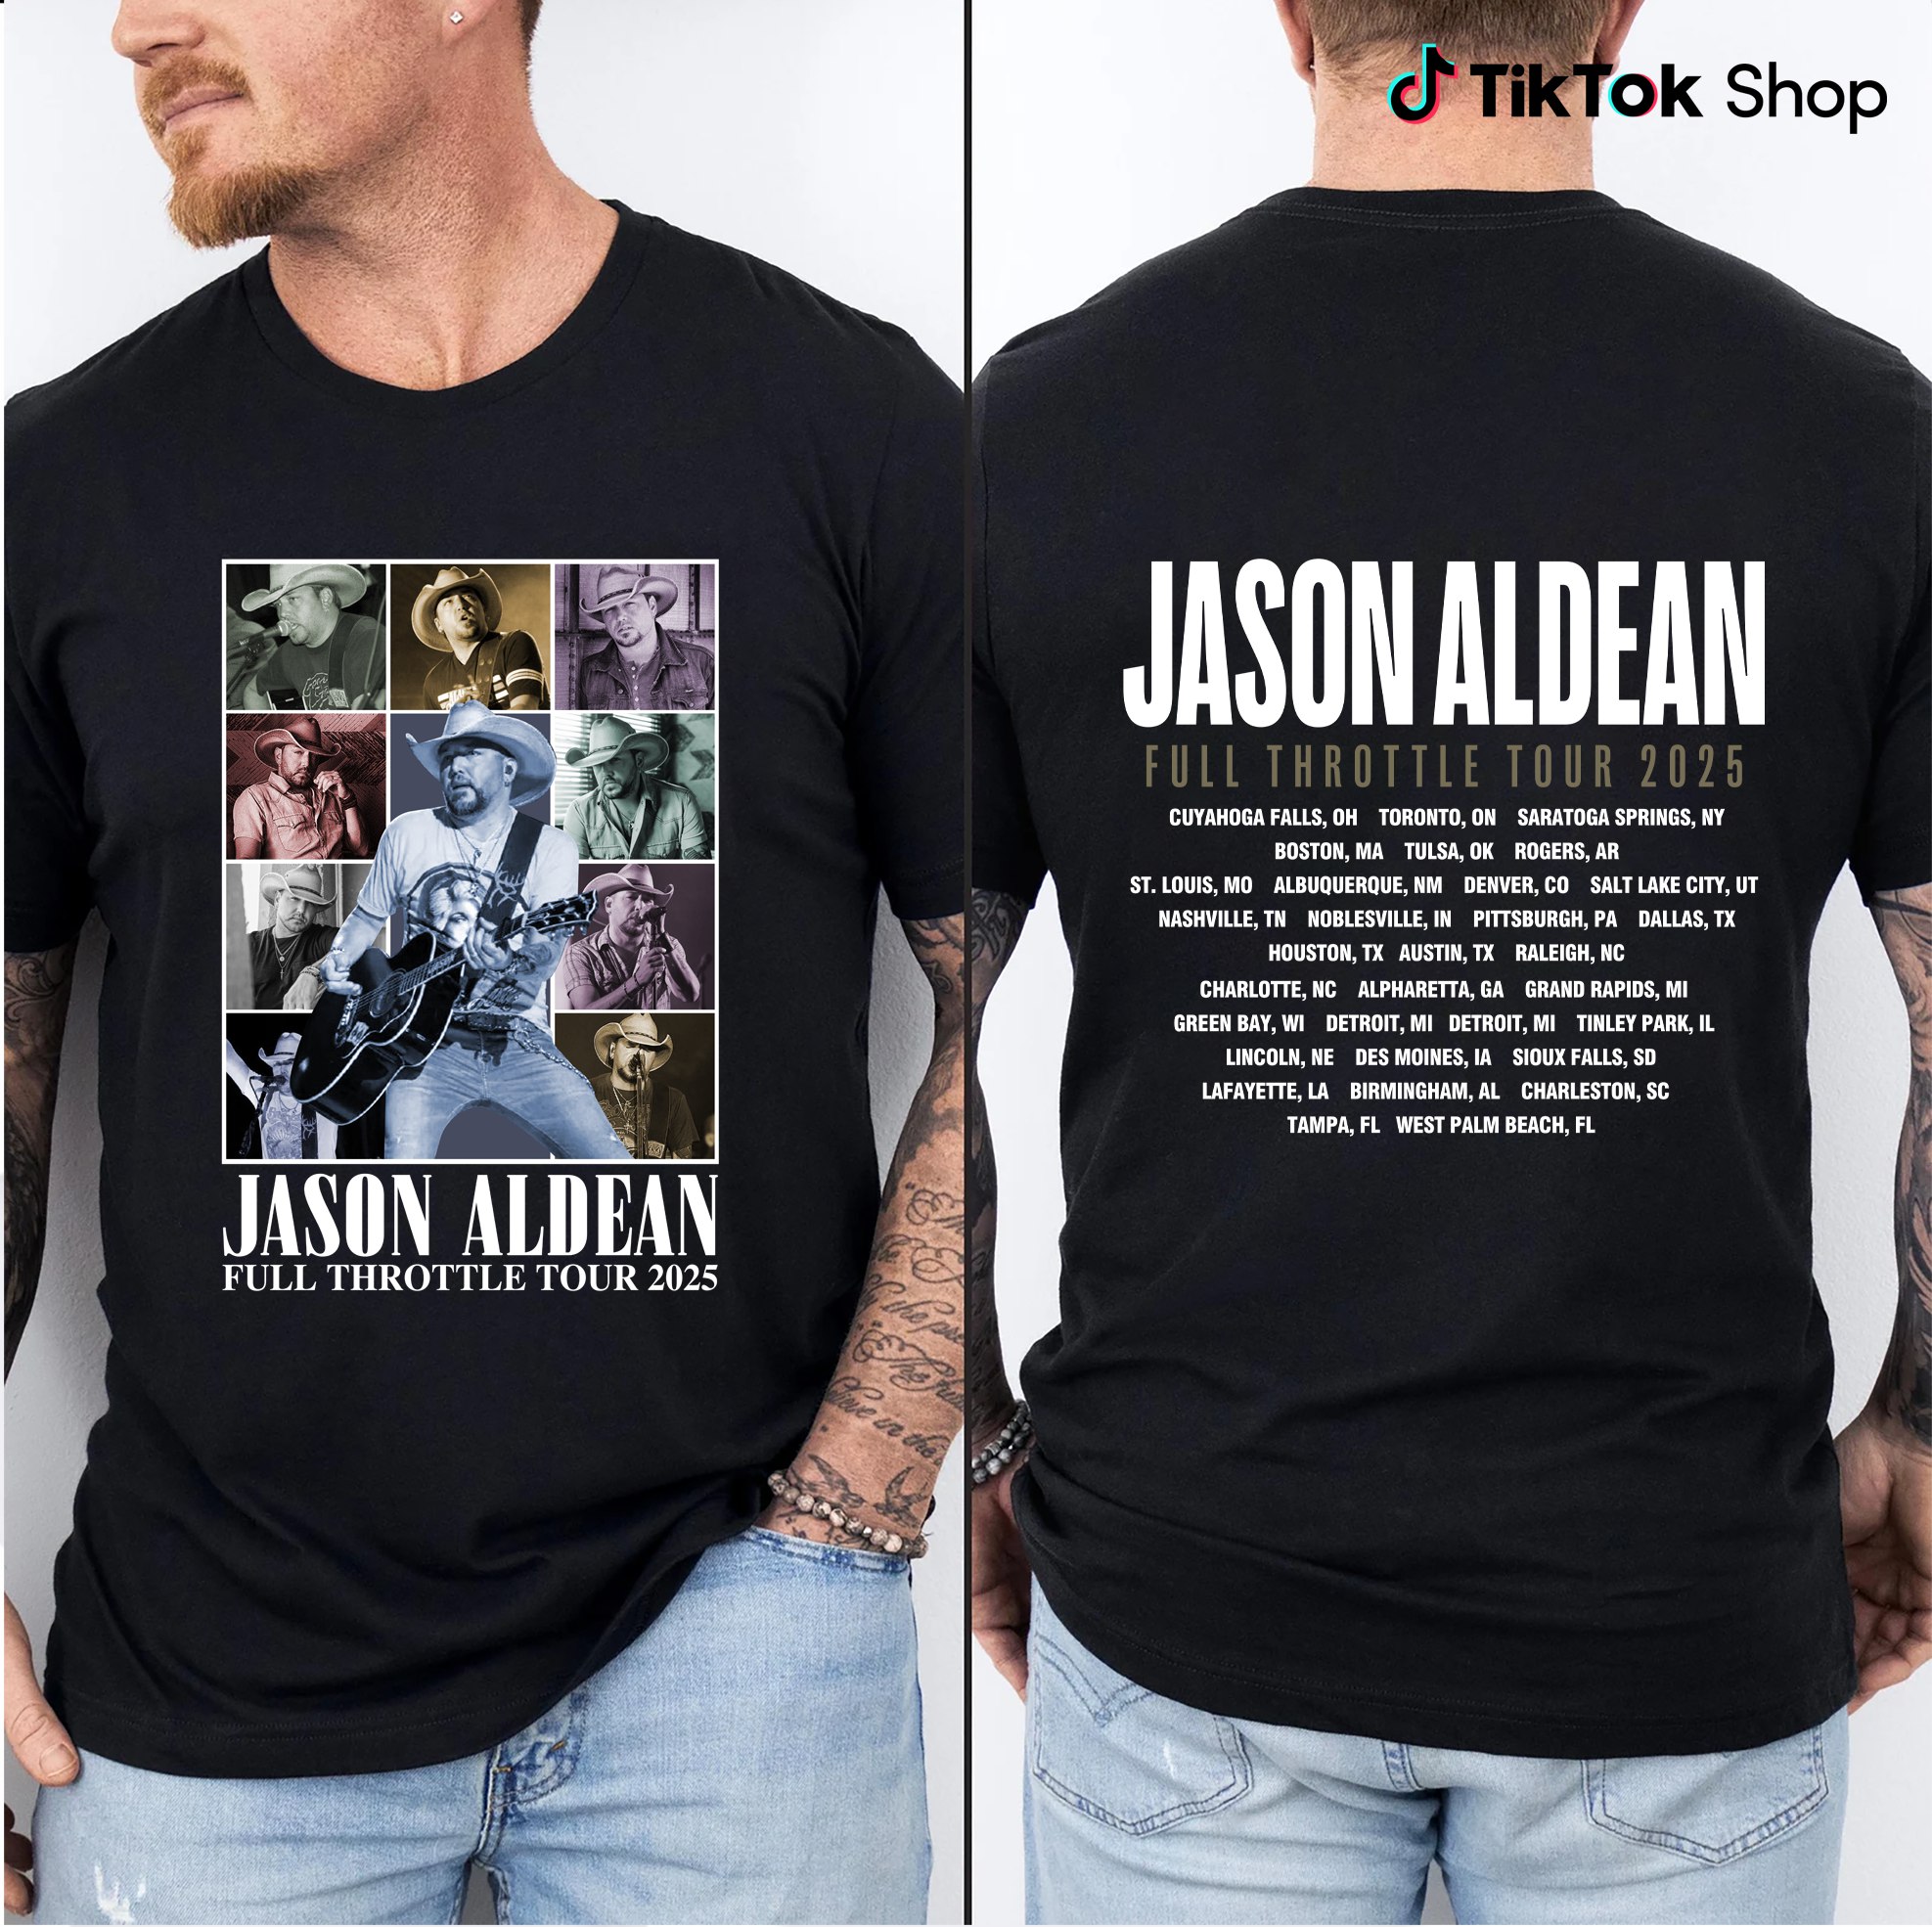 JASON ALDEAN
FULL THROTTLE TOUR 2025
TikTok Shop
JASON ALDEAN
FULL THROTTLE TOUR 2025
CUYAHOGA FALLS, OH TORONTO, ON SARATOGA SPRINGS, NY
BOSTON, MA TULSA, OK ROGERS, AR
ST. LOUIS, MO ALBUQUERQUE, NM DENVER, CO SALT LAKE CITY, UT
NASHVILLE, TN NOBLESVILLE, IN PITTSBURGH, PA DALLAS, TX
HOUSTON, TX AUSTIN, TX RALEIGH, NC
CHARLOTTE, NC ALPHARETTA, GA GRAND RAPIDS, MI
GREEN BAY, WI DETROIT, MI DETROIT, MI TINLEY PARK, IL
LINCOLN, NE DES MOINES, IA SIOUX FALLS, SD
LAFAYETTE, LA BIRMINGHAM, AL CHARLESTON, SC
TAMPA, FL WEST PALM BEACH, FL